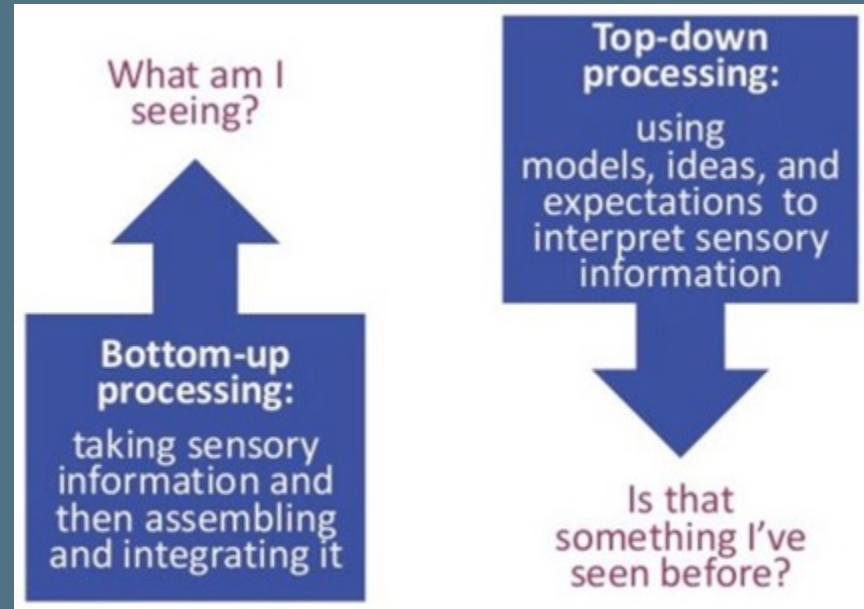 What am I
seeing?
Bottom-up
processing:
taking sensory
information and
then assembling
and integrating it
Top-down
processing:
using
models, ideas, and
expectations to
interpret sensory
information
Is that
something I've
seen before?